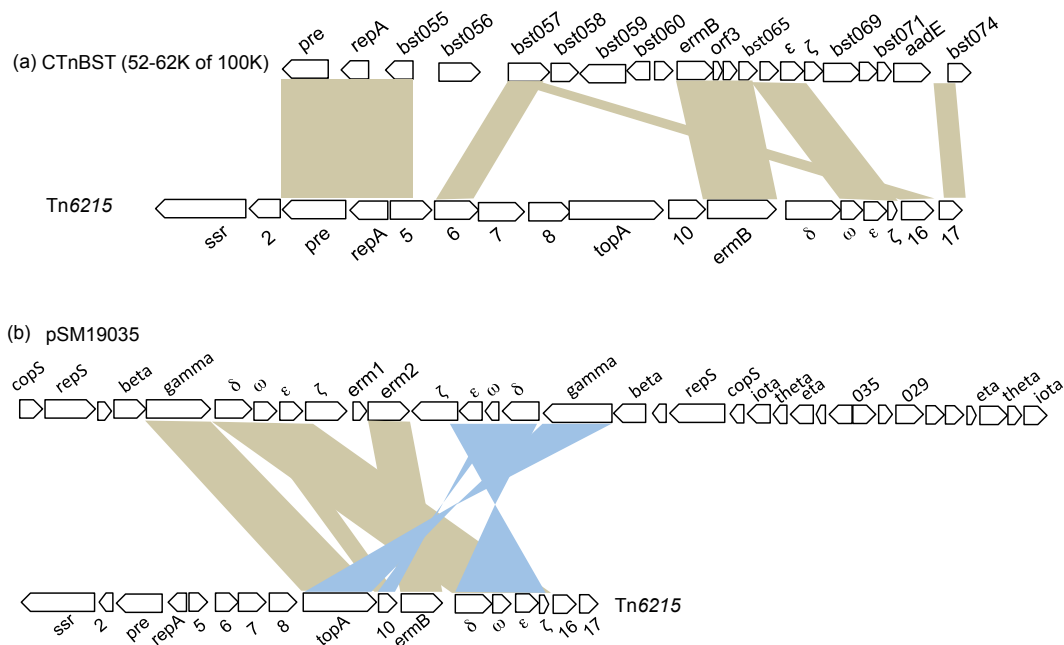 pre repA bst055 bst056 bst057 bst058 bst059 bst060 ermB orf3 bst065 ε ζ bst069 bst071 aadE bst074
(a) CTnBST (52-62K of 100K)
Tn6215
ssr 2 pre repA 5 6 7 8 topA 10 ermB δ ω ε ζ 16 17
(b) pSM19035
copS repS beta gamma δ ω ε ζ erm1 erm2 ζ ε ω δ gamma beta repS copS iota theta eta 035 029 eta theta iota
Tn6215
ssr 2 pre repA 5 6 7 8 topA 10 ermB δ ω ε ζ 16 17